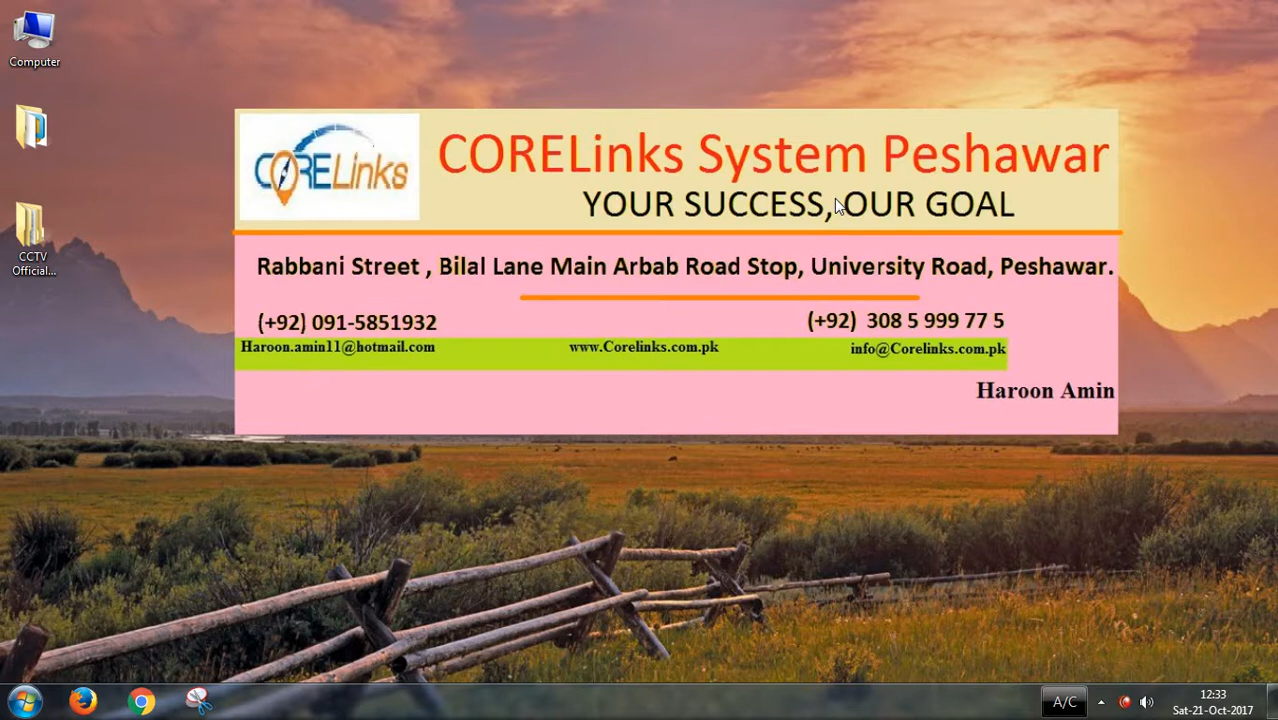 Computer
CCTV
Official...
CORELinks
CORELinks System Peshawar
YOUR SUCCESS, OUR GOAL
Rabbani Street , Bilal Lane Main Arbab Road Stop, University Road, Peshawar.
(+92) 091-5851932
(+92) 308 5 999 77 5
Haroon.amin11@hotmail.com
www.Corelinks.com.pk
info@Corelinks.com.pk
Haroon Amin
A/C
12:33
Sat-21-Oct-2017